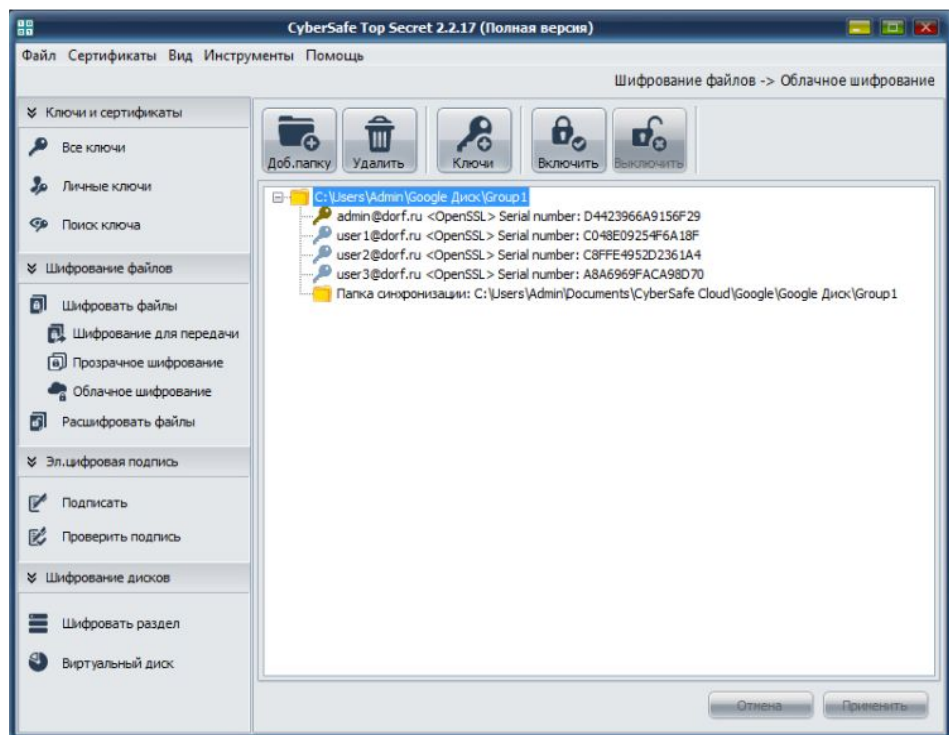 CyberSafe Top Secret 2.2.17 (Полная версия)
Файл Сертификаты Вид Инструменты Помощь
Шифрование файлов -> Облачное шифрование
Ключи и сертификаты
Все ключи
Личные ключи
Поиск ключа
Шифрование файлов
Шифровать файлы
Шифрование для передачи
Прозрачное шифрование
Облачное шифрование
Расшифровать файлы
Эл.цифровая подпись
Подписать
Проверить подпись
Шифрование дисков
Шифровать раздел
Виртуальный диск
Доб.папку Удалить Ключи Включить Выключить
C:\Users\Admin\Google Диск\Group1
admin@dorf.ru <OpenSSL> Serial number: D4423966A9156F29
user1@dorf.ru <OpenSSL> Serial number: C048E09254F6A18F
user2@dorf.ru <OpenSSL> Serial number: C8FFE4952D2361A4
user3@dorf.ru <OpenSSL> Serial number: A8A6969FACA98D70
Папка синхронизации: C:\Users\Admin\Documents\CyberSafe Cloud\Google\Google Диск\Group1
Отмена Применить